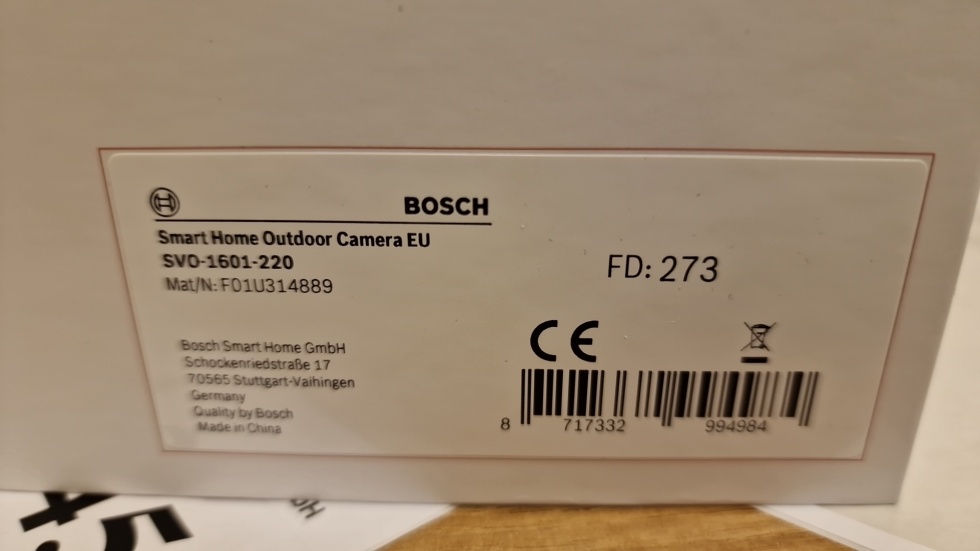 BOSCH
Smart Home Outdoor Camera EU
SVO-1601-220
Mat/N: F01U314889
FD: 273
CE
Bosch Smart Home GmbH
Schockenriedstraße 17
70565 Stuttgart-Vaihingen
Germany
Quality by Bosch
Made in China
8 717332 994984